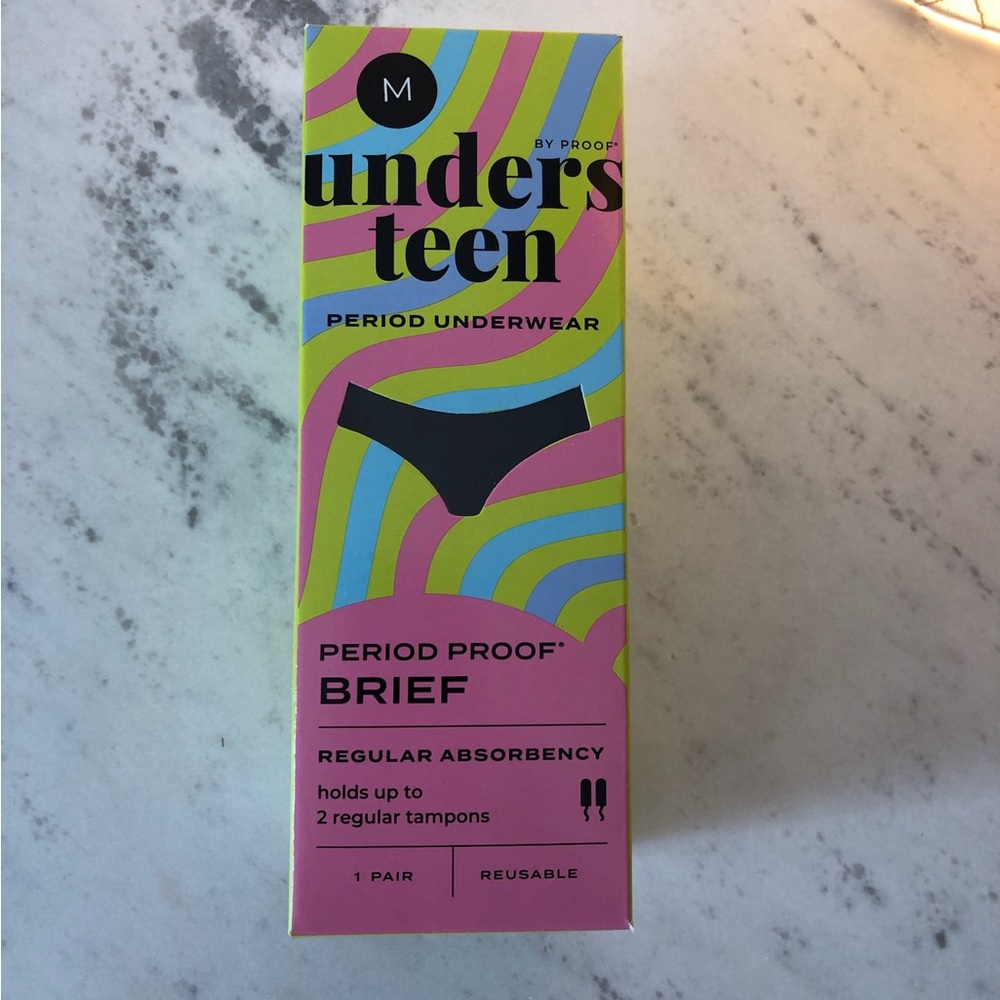 M
BY PROOF®
unders
teen
PERIOD UNDERWEAR
PERIOD PROOF®
BRIEF
REGULAR ABSORBENCY
holds up to
2 regular tampons
1 PAIR
REUSABLE